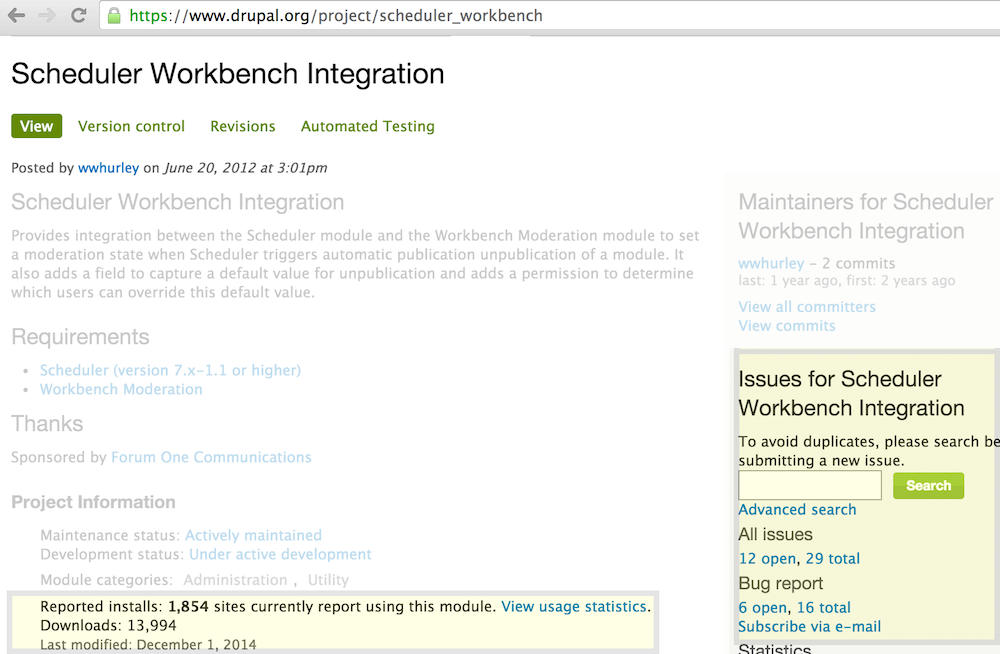 https://www.drupal.org/project/scheduler_workbench
Scheduler Workbench Integration
View Version control Revisions Automated Testing
Posted by wwhurley on June 20, 2012 at 3:01pm
Scheduler Workbench Integration
Provides integration between the Scheduler module and the Workbench Moderation module to set
a moderation state when Scheduler triggers automatic publication unpublication of a module. It
also adds a field to capture a default value for unpublication and adds a permission to determine
which users can override this default value.
Requirements
• Scheduler (version 7.x-1.1 or higher)
• Workbench Moderation
Thanks
Sponsored by Forum One Communications
Project Information
Maintenance status: Actively maintained
Development status: Under active development
Module categories: Administration , Utility
Reported installs: 1,854 sites currently report using this module. View usage statistics.
Downloads: 13,994
Last modified: December 1, 2014
Maintainers for Scheduler
Workbench Integration
wwhurley – 2 commits
last: 1 year ago, first: 2 years ago
View all committers
View commits
Issues for Scheduler
Workbench Integration
To avoid duplicates, please search be
submitting a new issue.
Search
Advanced search
All issues
12 open, 29 total
Bug report
6 open, 16 total
Subscribe via e-mail
Statistics